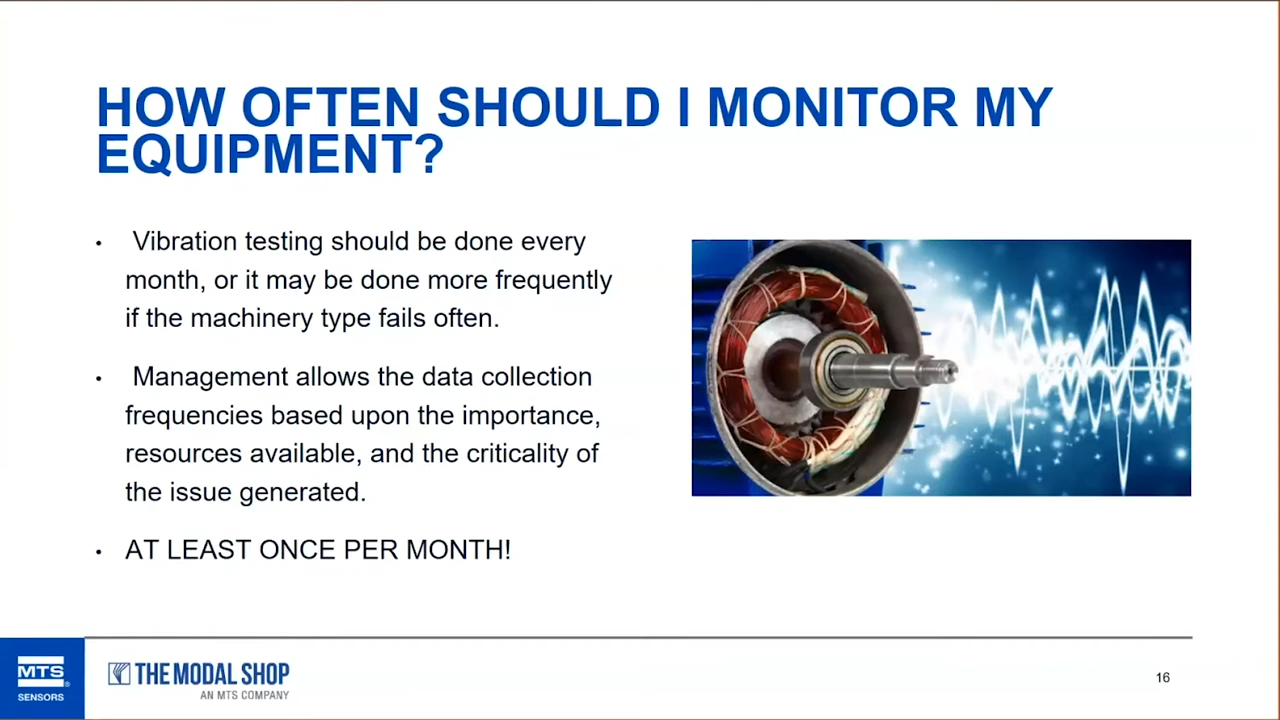 HOW OFTEN SHOULD I MONITOR MY
EQUIPMENT?
• Vibration testing should be done every
month, or it may be done more frequently
if the machinery type fails often.
• Management allows the data collection
frequencies based upon the importance,
resources available, and the criticality of
the issue generated.
• AT LEAST ONCE PER MONTH!
MTS®
SENSORS
THE MODAL SHOP
AN MTS COMPANY
16